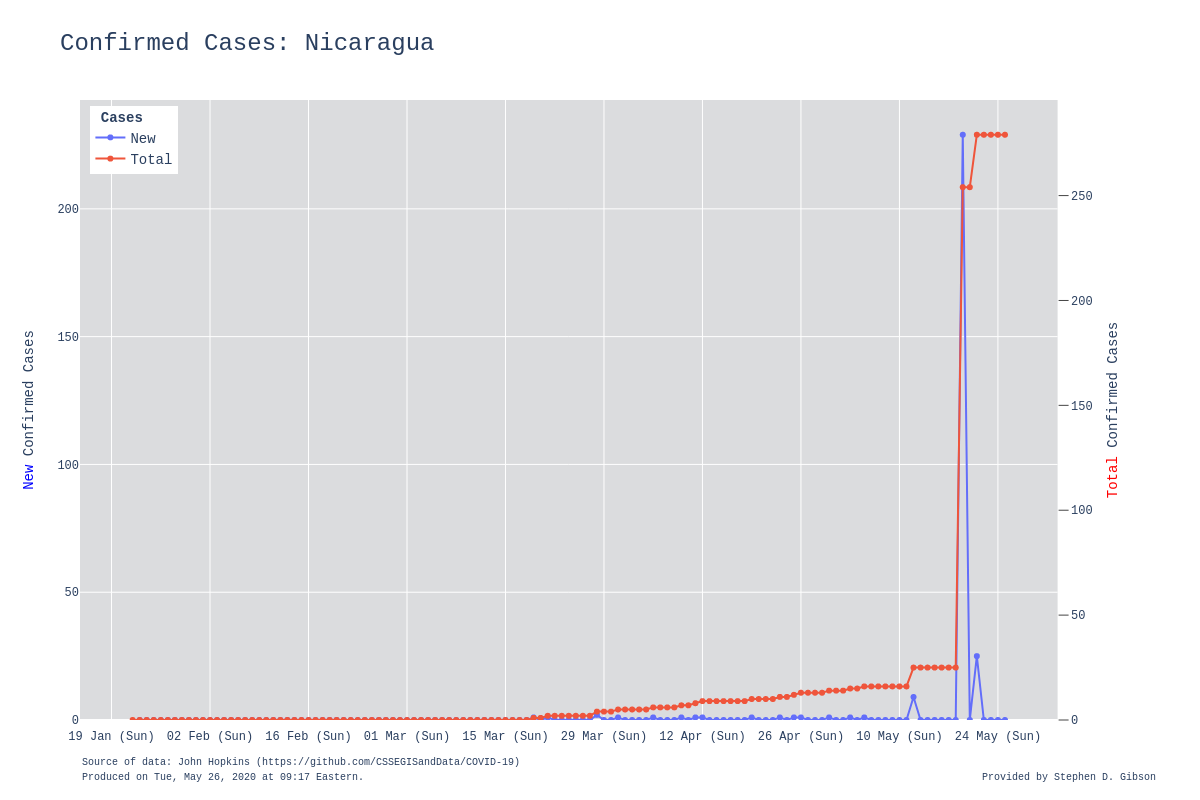 Confirmed Cases: Nicaragua
Cases
New
Total
200
150
100
50
0
250
200
150
100
50
0
New Confirmed Cases
Total Confirmed Cases
19 Jan (Sun) 02 Feb (Sun) 16 Feb (Sun) 01 Mar (Sun) 15 Mar (Sun) 29 Mar (Sun) 12 Apr (Sun) 26 Apr (Sun) 10 May (Sun) 24 May (Sun)
Source of data: John Hopkins (https://github.com/CSSEGISandData/COVID-19)
Produced on Tue, May 26, 2020 at 09:17 Eastern.
Provided by Stephen D. Gibson